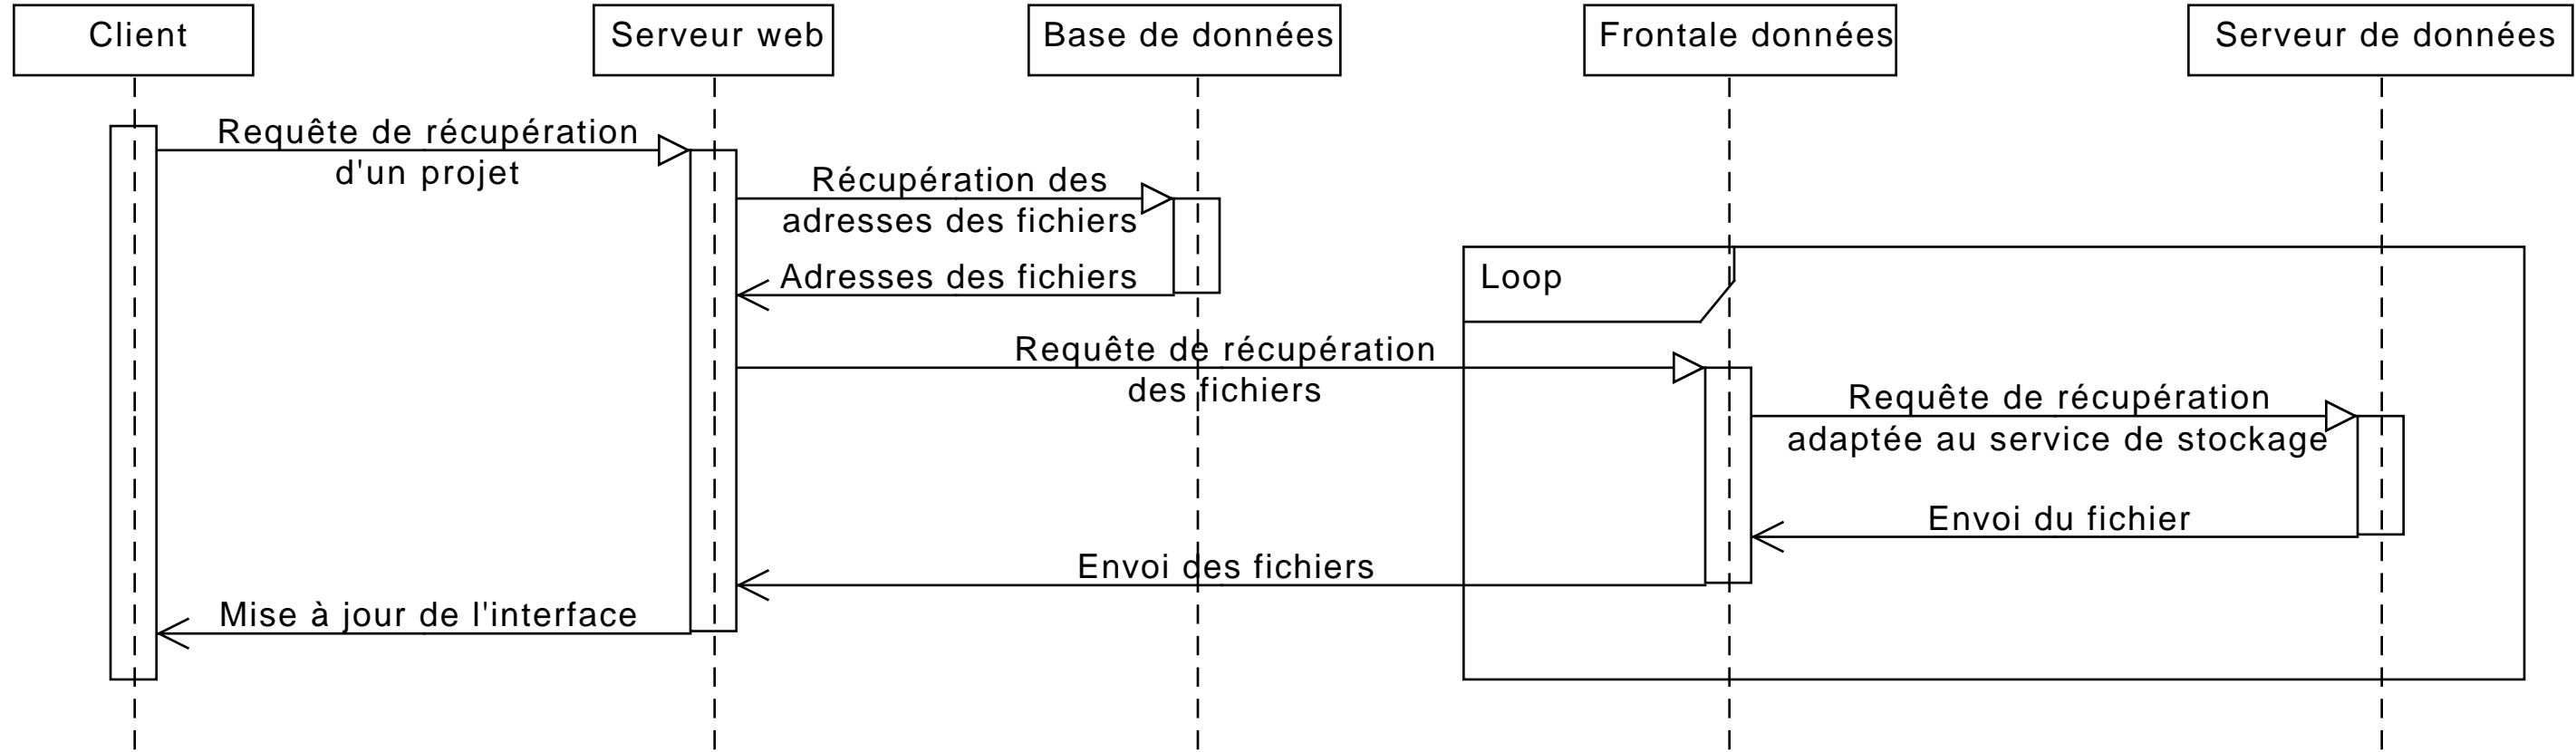 Client
Serveur web
Base de données
Frontale données
Serveur de données
Requête de récupération
d'un projet
Récupération des
adresses des fichiers
Adresses des fichiers
Loop
Requête de récupération
des fichiers
Requête de récupération
adaptée au service de stockage
Envoi du fichier
Envoi des fichiers
Mise à jour de l'interface